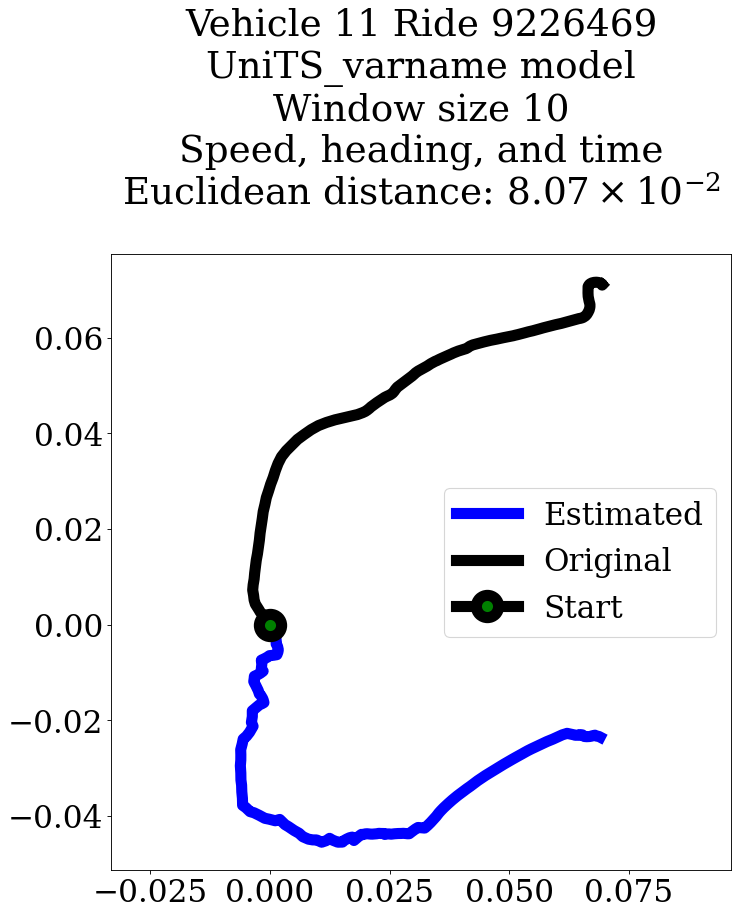 Vehicle 11 Ride 9226469
UniTS_varname model
Window size 10
Speed, heading, and time
Euclidean distance: 8.07 × 10⁻²
0.06
0.04
0.02
0.00
−0.02
−0.04
Estimated
Original
Start
−0.025 0.000 0.025 0.050 0.075